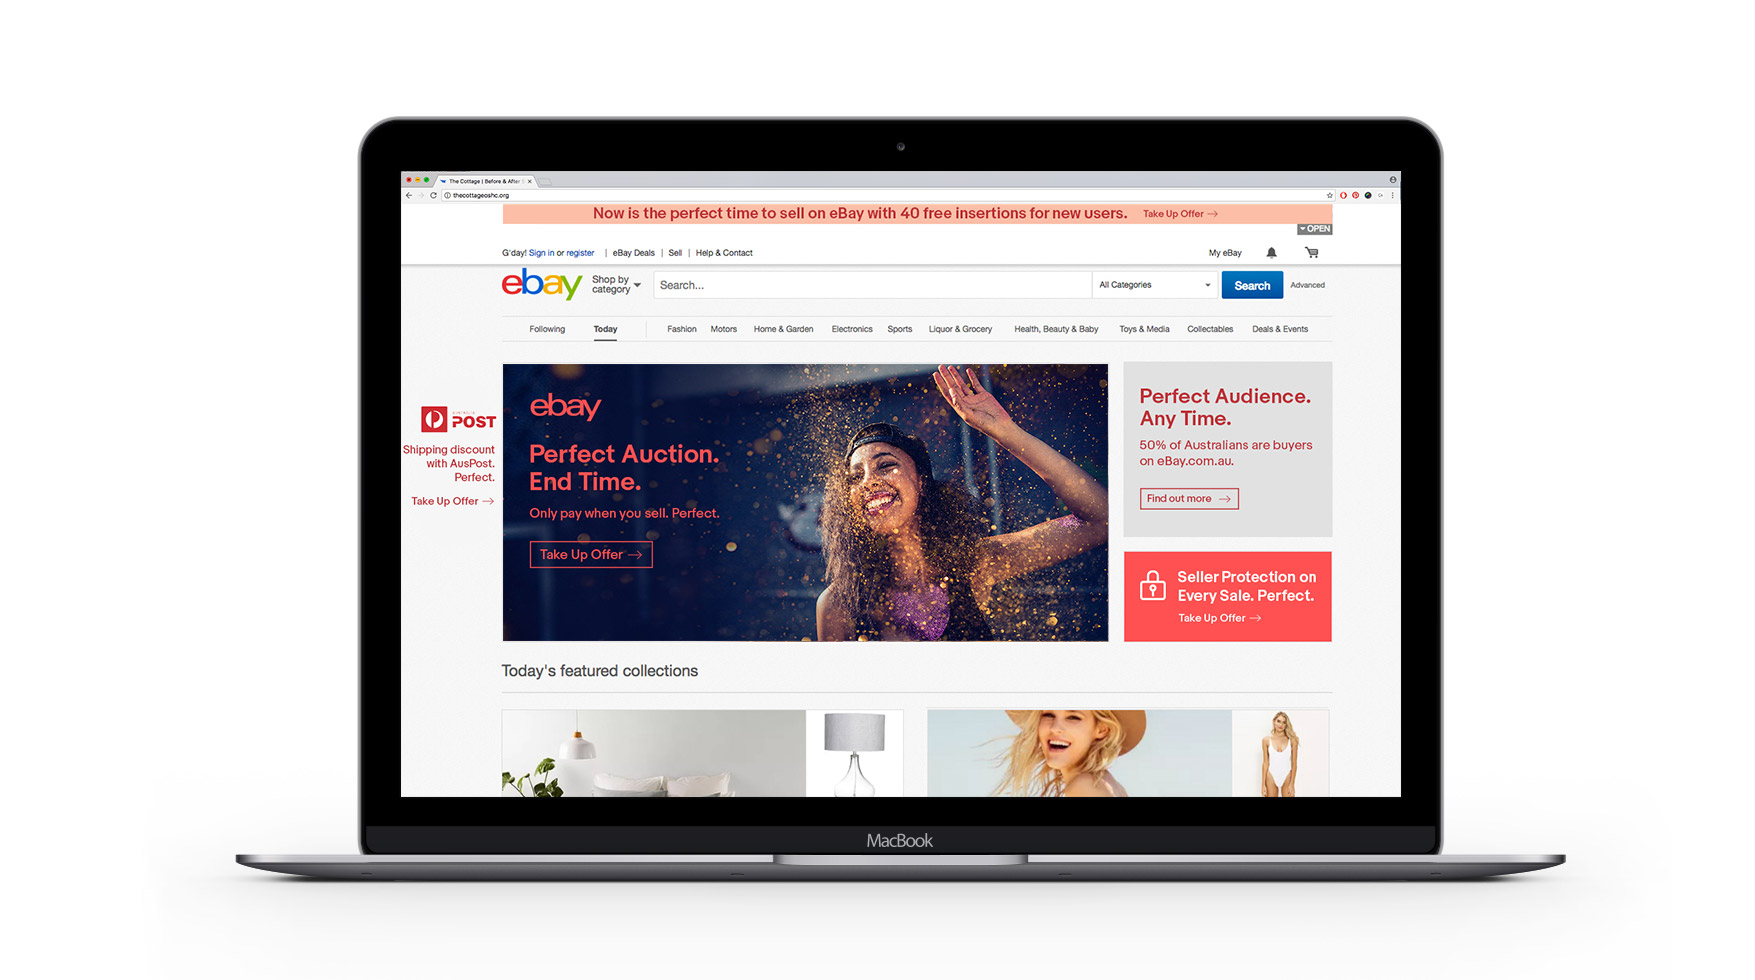 The Cottage | Before & After
thecottageoshc.org
Now is the perfect time to sell on eBay with 40 free insertions for new users. Take Up Offer →
OPEN
G'day! Sign in or register | eBay Deals | Sell | Help & Contact My eBay
ebay
Shop by
category
Search...
All Categories
Search
Advanced
Following Today Fashion Motors Home & Garden Electronics Sports Liquor & Grocery Health, Beauty & Baby Toys & Media Collectables Deals & Events
AUSTRALIA
POST
Shipping discount
with AusPost.
Perfect.
Take Up Offer →
ebay
Perfect Auction.
End Time.
Only pay when you sell. Perfect.
Take Up Offer →
Perfect Audience.
Any Time.
50% of Australians are buyers
on eBay.com.au.
Find out more →
Seller Protection on
Every Sale. Perfect.
Take Up Offer →
Today's featured collections
MacBook